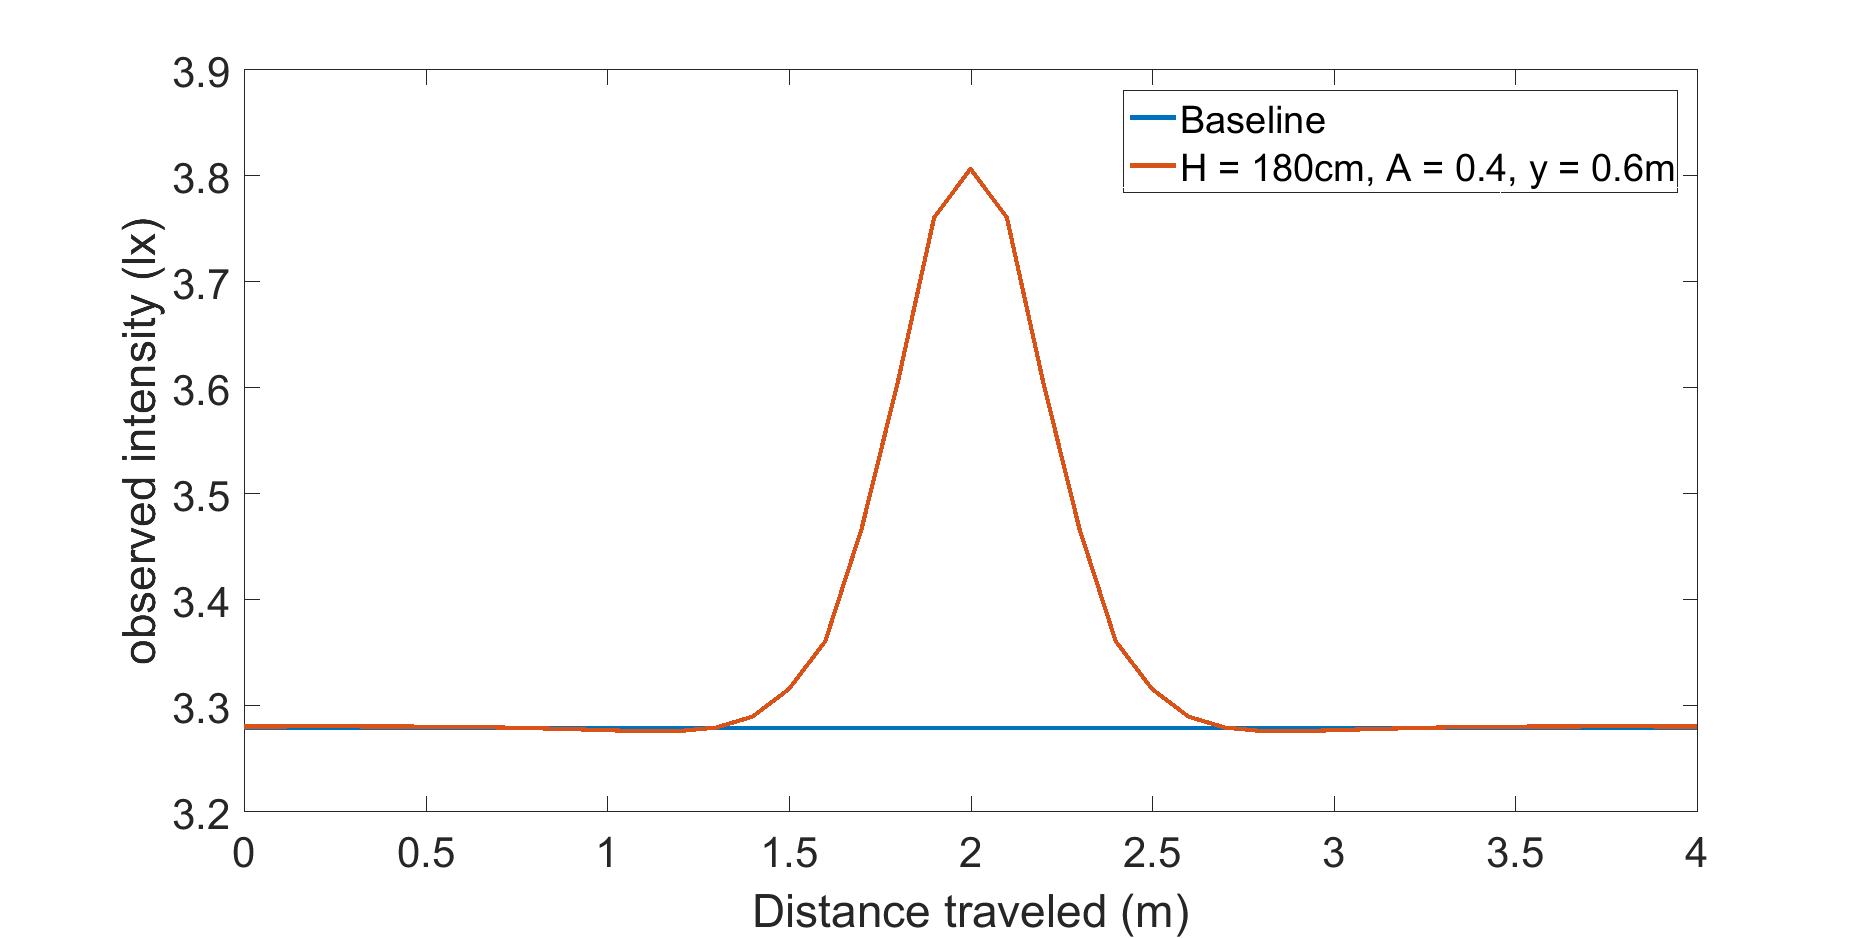 3.9
3.8
3.7
3.6
3.5
3.4
3.3
3.2
observed intensity (lx)
Baseline
H = 180cm, A = 0.4, y = 0.6m
0 0.5 1 1.5 2 2.5 3 3.5 4
Distance traveled (m)